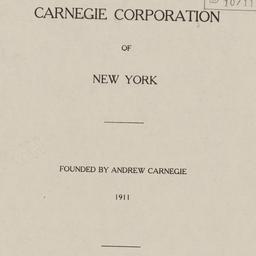 CARNEGIE CORPORATION
OF
NEW YORK
FOUNDED BY ANDREW CARNEGIE
1911